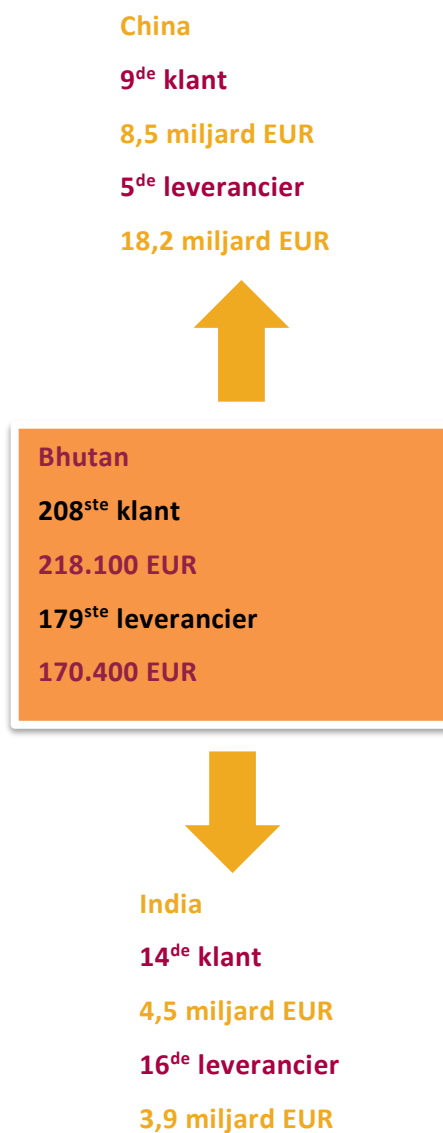 China
9de klant
8,5 miljard EUR
5de leverancier
18,2 miljard EUR
Bhutan
208ste klant
218.100 EUR
179ste leverancier
170.400 EUR
India
14de klant
4,5 miljard EUR
16de leverancier
3,9 miljard EUR